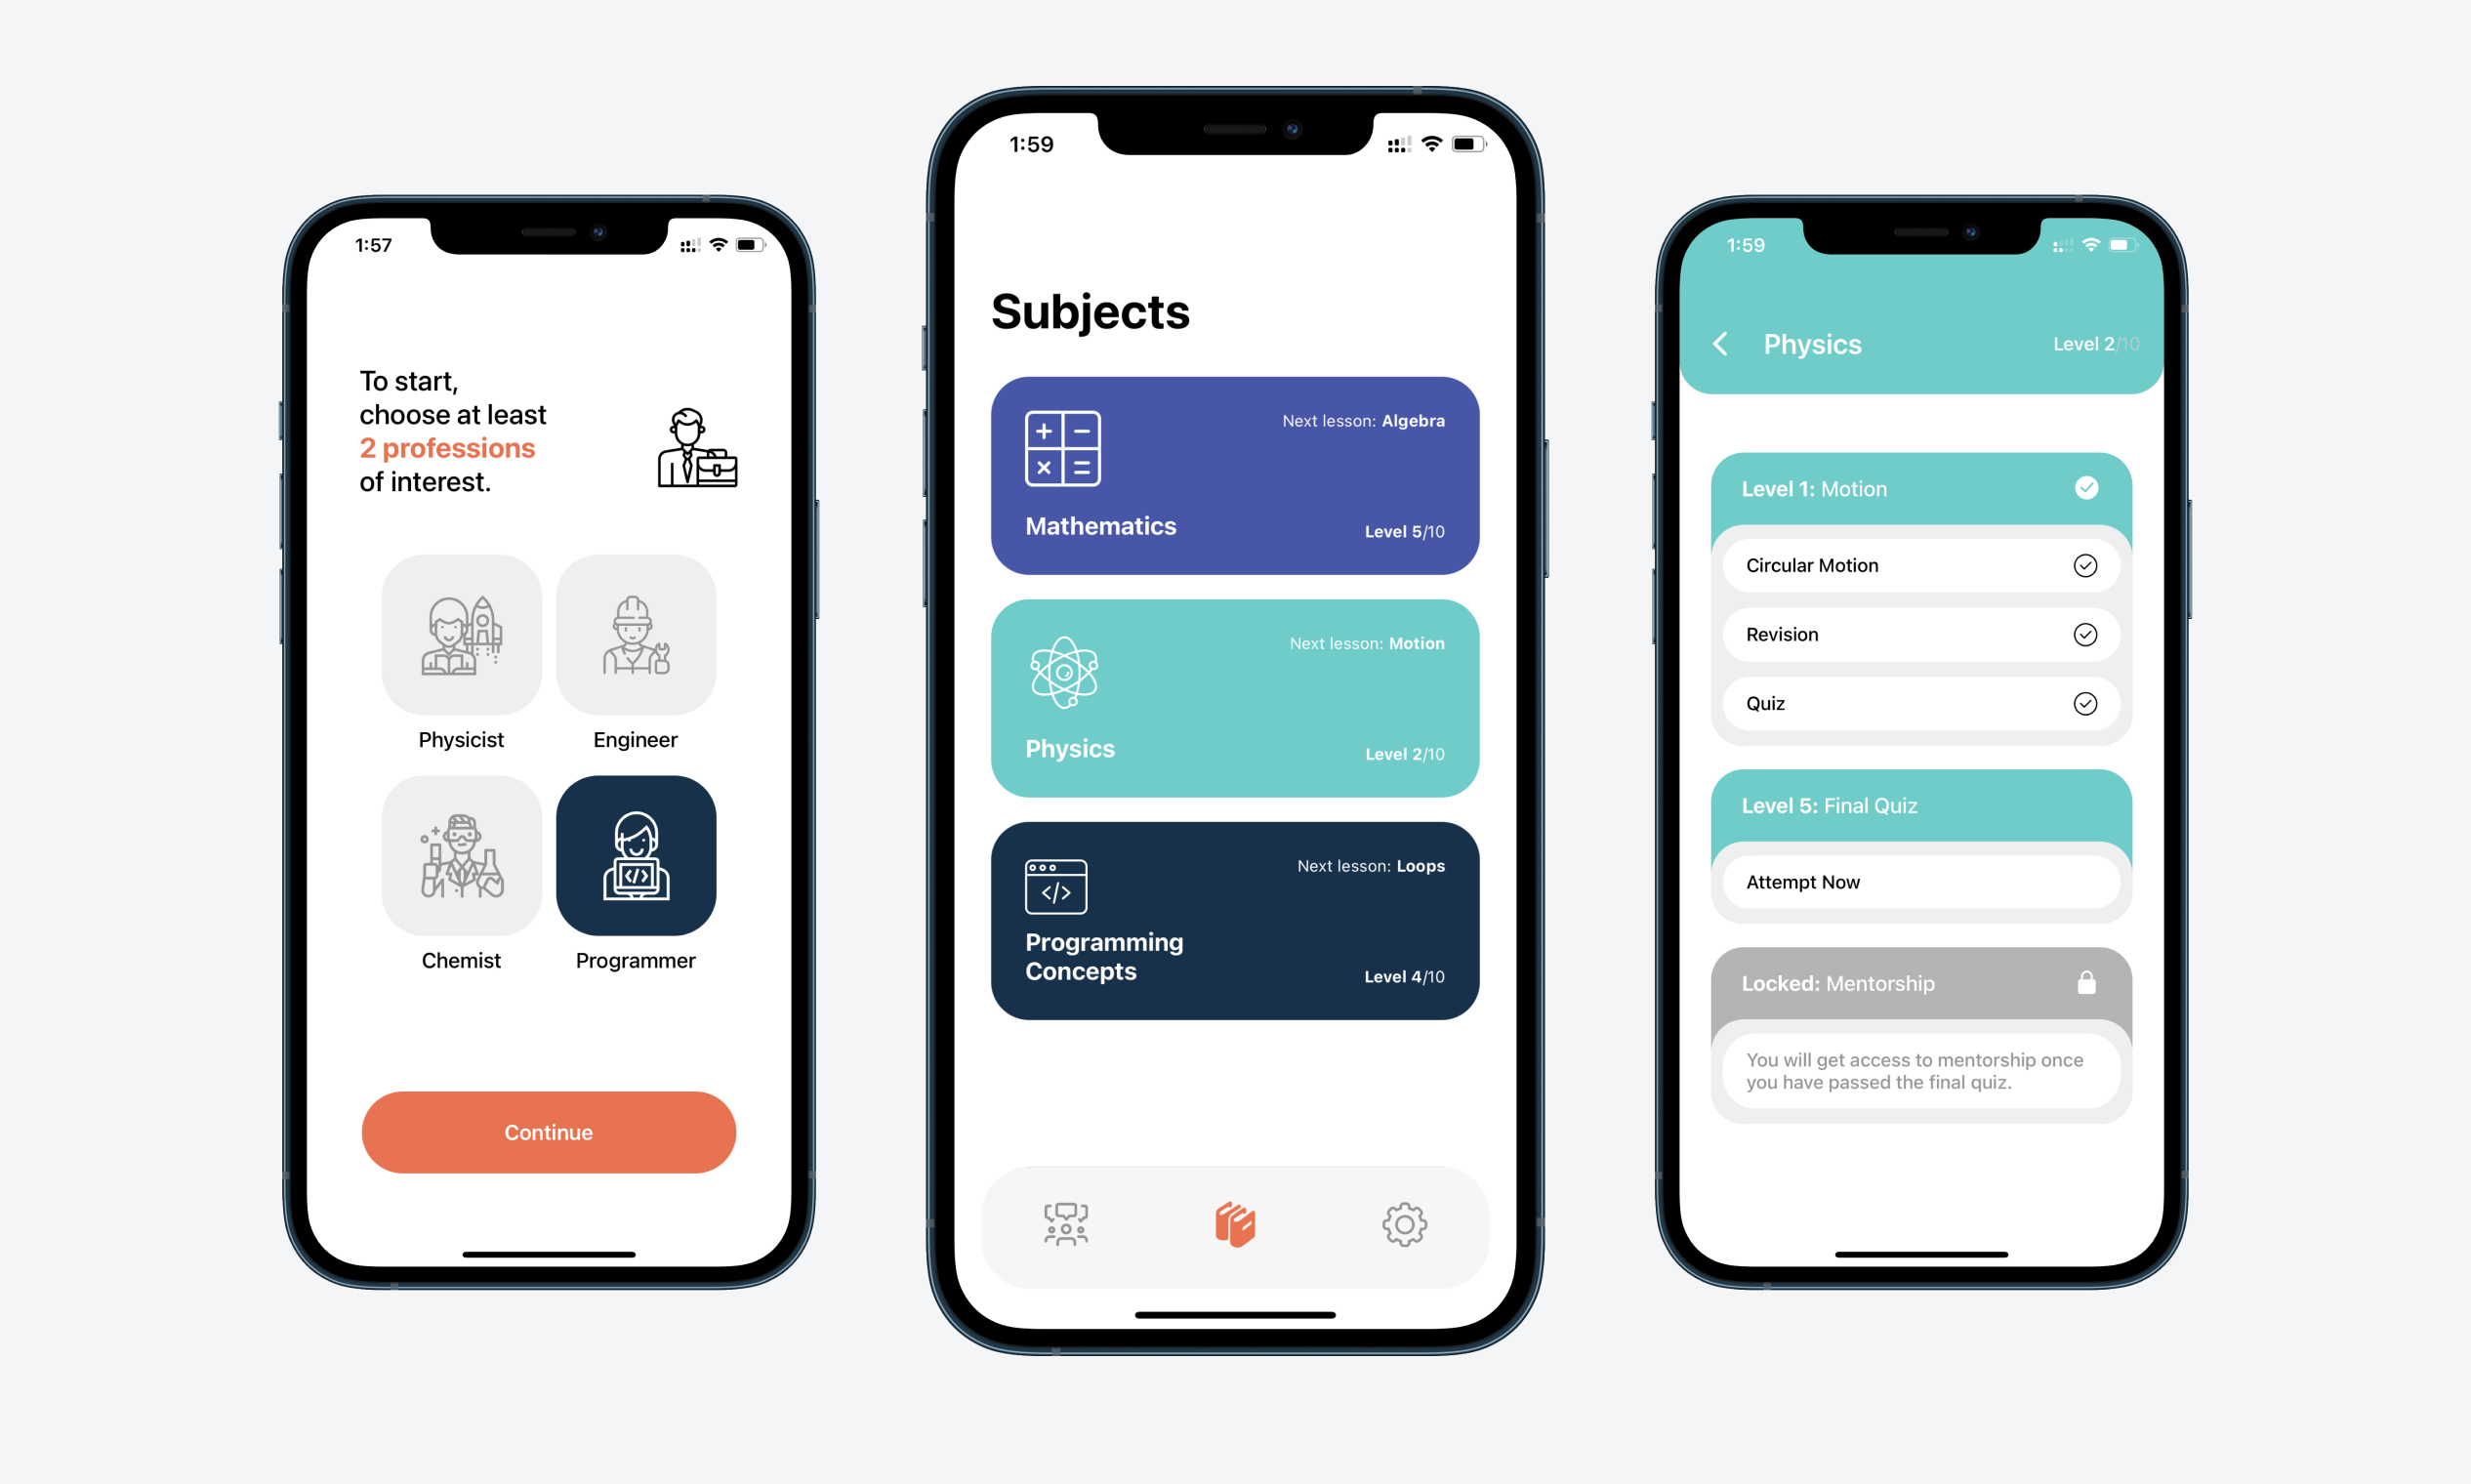 1:57
To start,
choose at least
2 professions
of interest.
Physicist
Engineer
Chemist
Programmer
Continue
1:59
Subjects
Next lesson: Algebra
Mathematics
Level 5/10
Next lesson: Motion
Physics
Level 2/10
Next lesson: Loops
Programming
Concepts
Level 4/10
1:59
Physics
Level 2/10
Level 1: Motion
Circular Motion
Revision
Quiz
Level 5: Final Quiz
Attempt Now
Locked: Mentorship
You will get access to mentorship once
you have passed the final quiz.